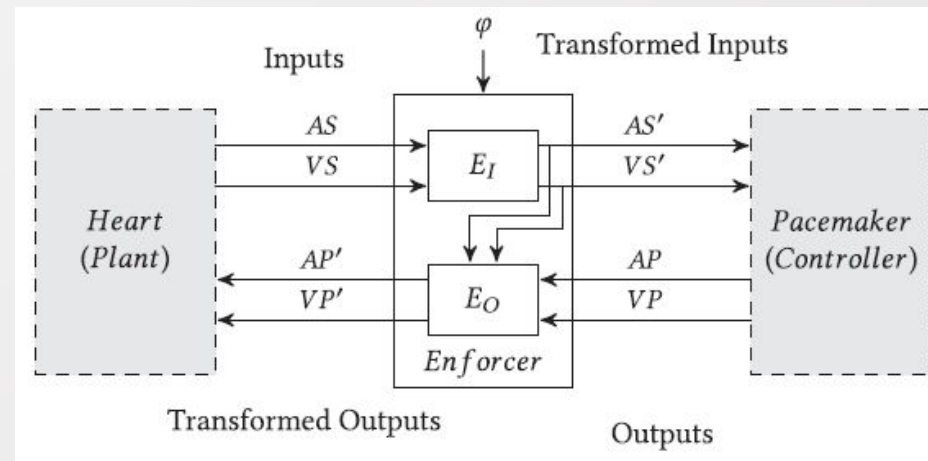 φ
Inputs
Transformed Inputs
AS
VS
E_I
AS′
VS′
Heart
(Plant)
Pacemaker
(Controller)
AP′
VP′
E_O
AP
VP
Enforcer
Transformed Outputs
Outputs